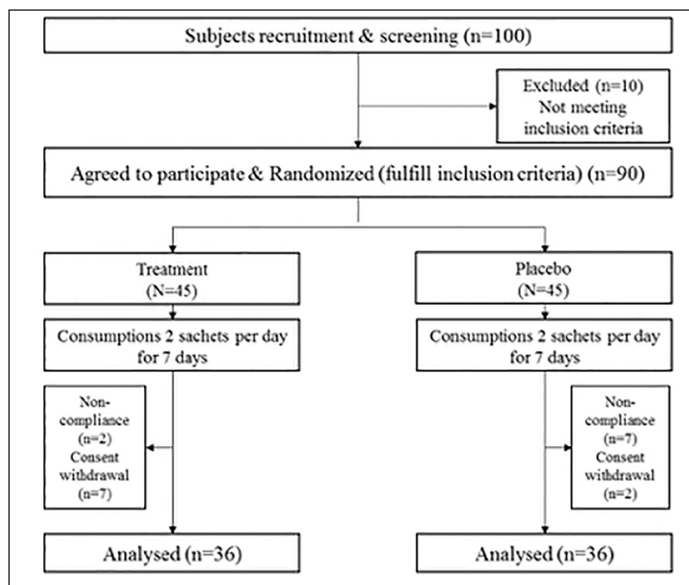 Subjects recruitment & screening (n=100)
Excluded (n=10)
Not meeting
inclusion criteria
Agreed to participate & Randomized (fulfill inclusion criteria) (n=90)
Treatment
(N=45)
Placebo
(N=45)
Consumptions 2 sachets per day
for 7 days
Consumptions 2 sachets per day
for 7 days
Non-
compliance
(n=2)
Consent
withdrawal
(n=7)
Non-
compliance
(n=7)
Consent
withdrawal
(n=2)
Analysed (n=36)
Analysed (n=36)